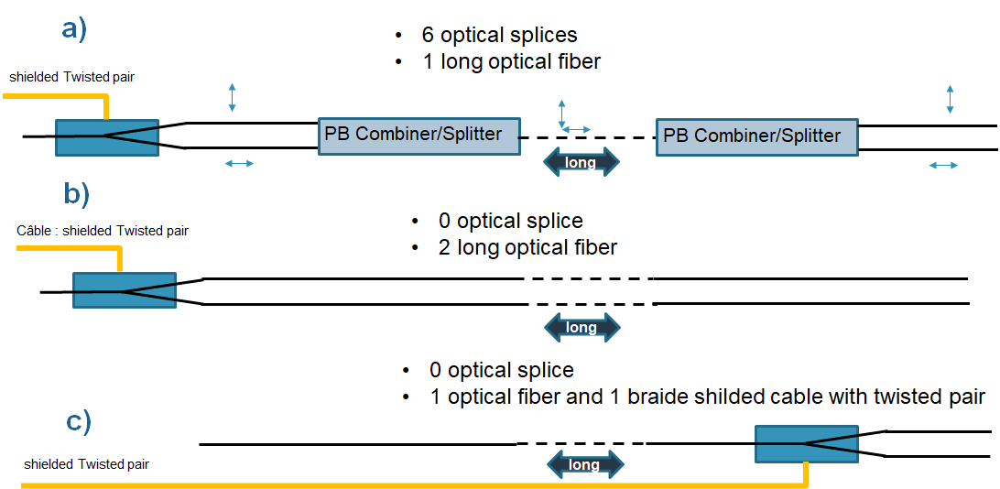 a)
• 6 optical splices
• 1 long optical fiber
shielded Twisted pair
PB Combiner/Splitter
PB Combiner/Splitter
long
b)
Câble : shielded Twisted pair
• 0 optical splice
• 2 long optical fiber
long
• 0 optical splice
• 1 optical fiber and 1 braide shilded cable with twisted pair
c)
shielded Twisted pair
long